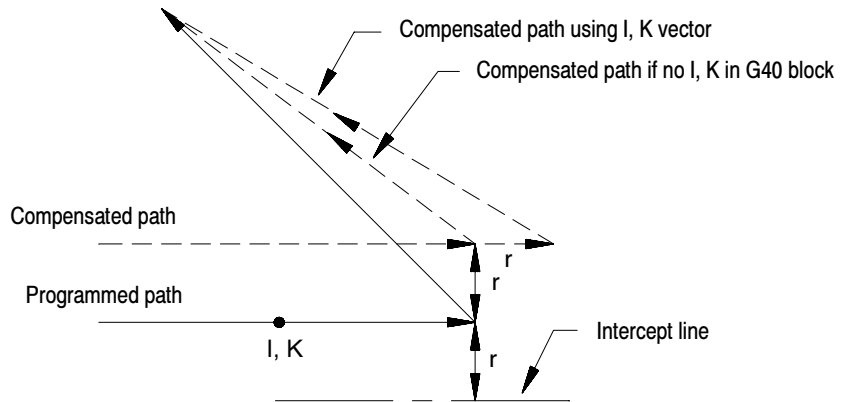 Compensated path using I, K vector
Compensated path if no I, K in G40 block
Compensated path
r
r
Programmed path
I, K
r
Intercept line